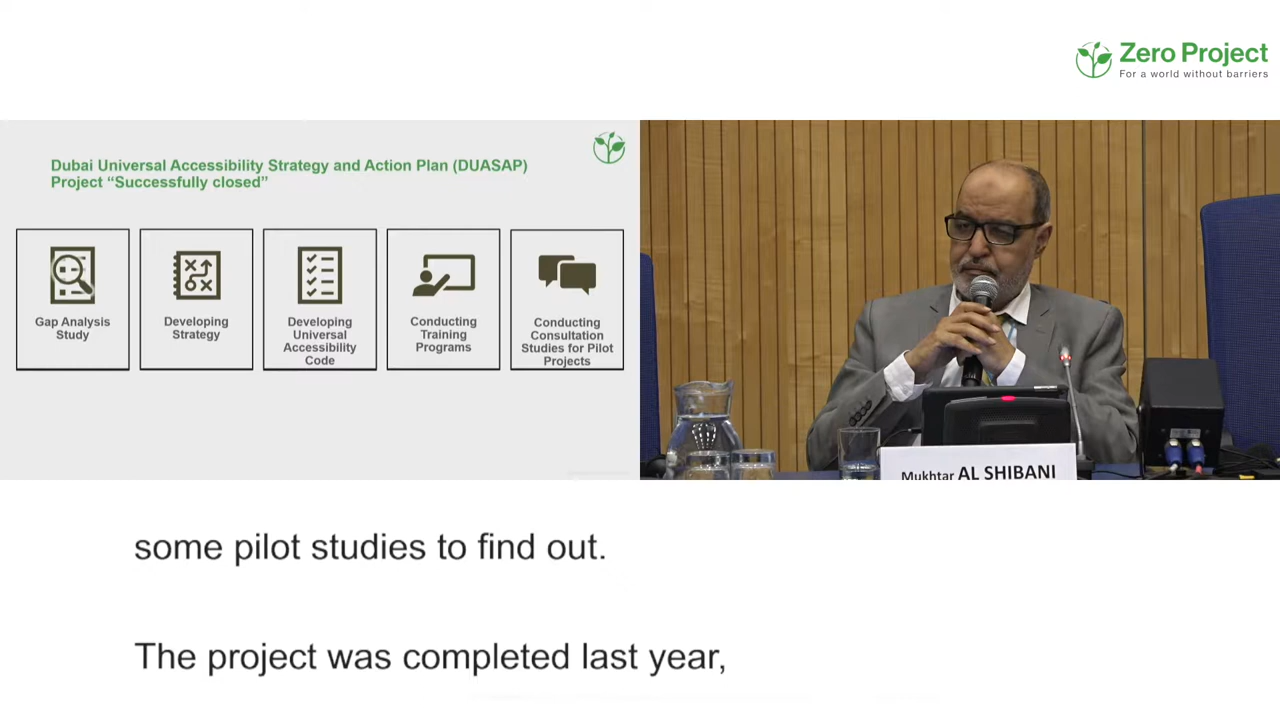 Zero Project
For a world without barriers
Dubai Universal Accessibility Strategy and Action Plan (DUASAP)
Project “Successfully closed”
Gap Analysis
Study
Developing
Strategy
Developing
Universal
Accessibility
Code
Conducting
Training
Programs
Conducting
Consultation
Studies for Pilot
Projects
Mukhtar AL SHIBANI
some pilot studies to find out.
The project was completed last year,